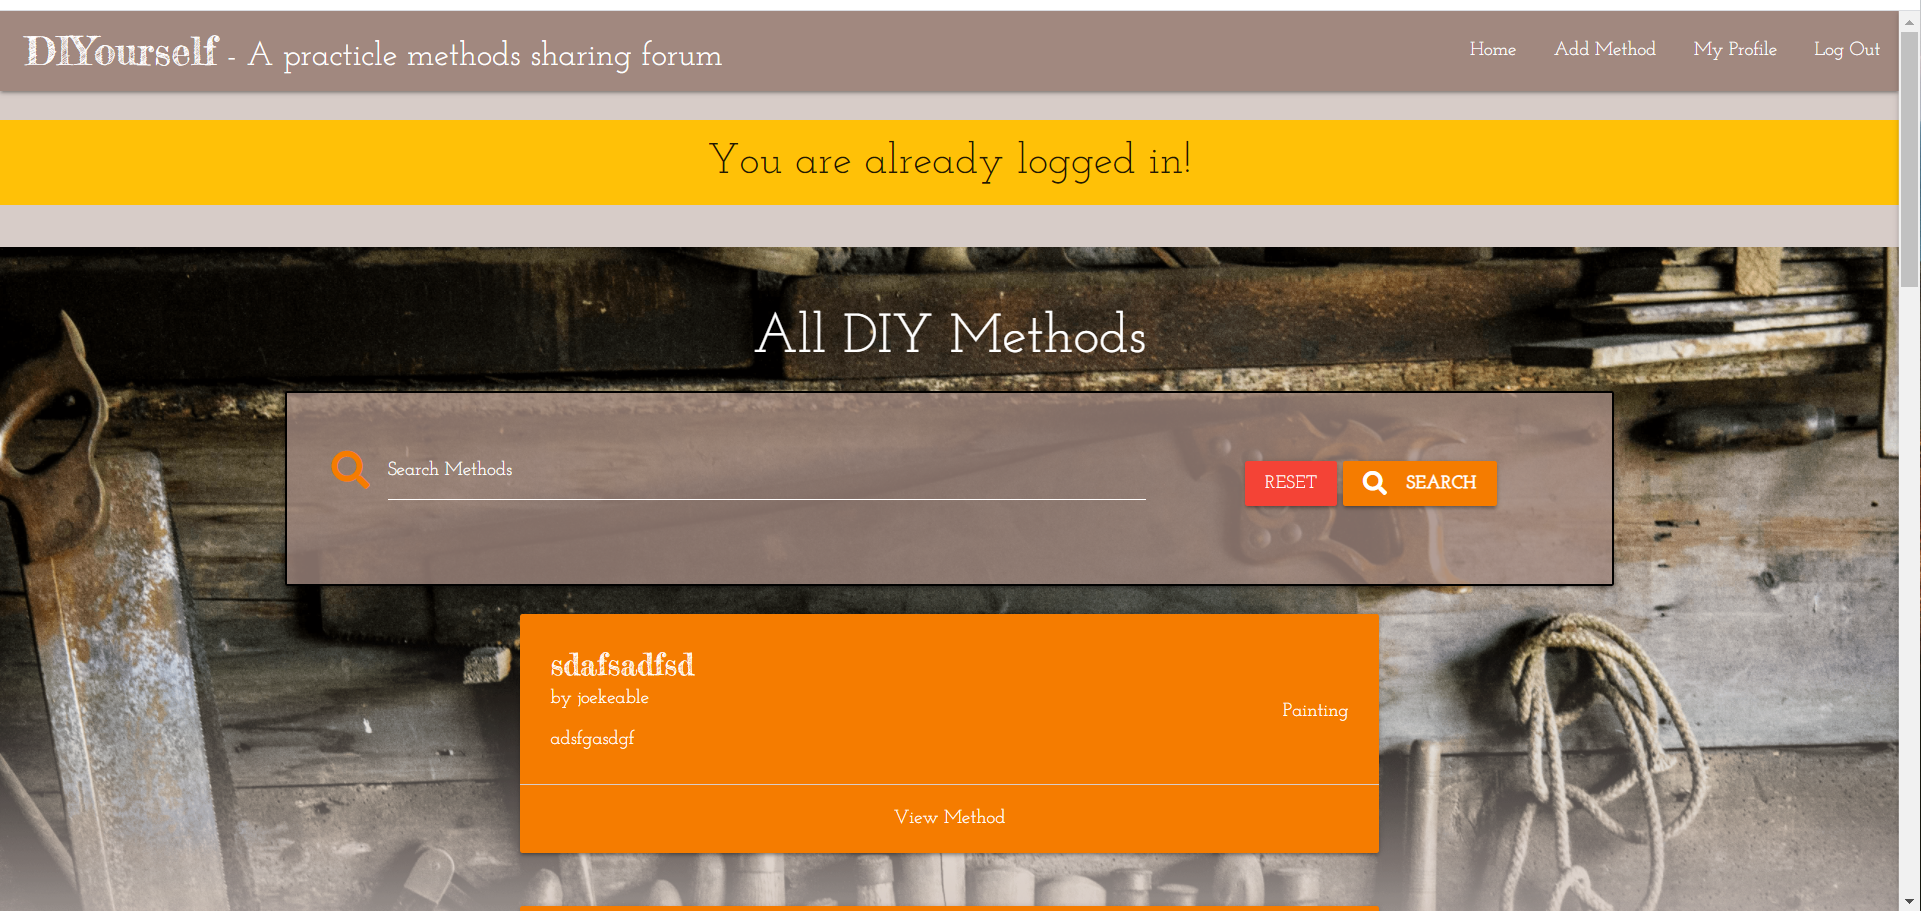 DIYourself - A practicle methods sharing forum
Home Add Method My Profile Log Out
You are already logged in!
All DIY Methods
Search Methods
RESET SEARCH
sdafsadfsd
by joekeable
Painting
adsfgasdgf
View Method